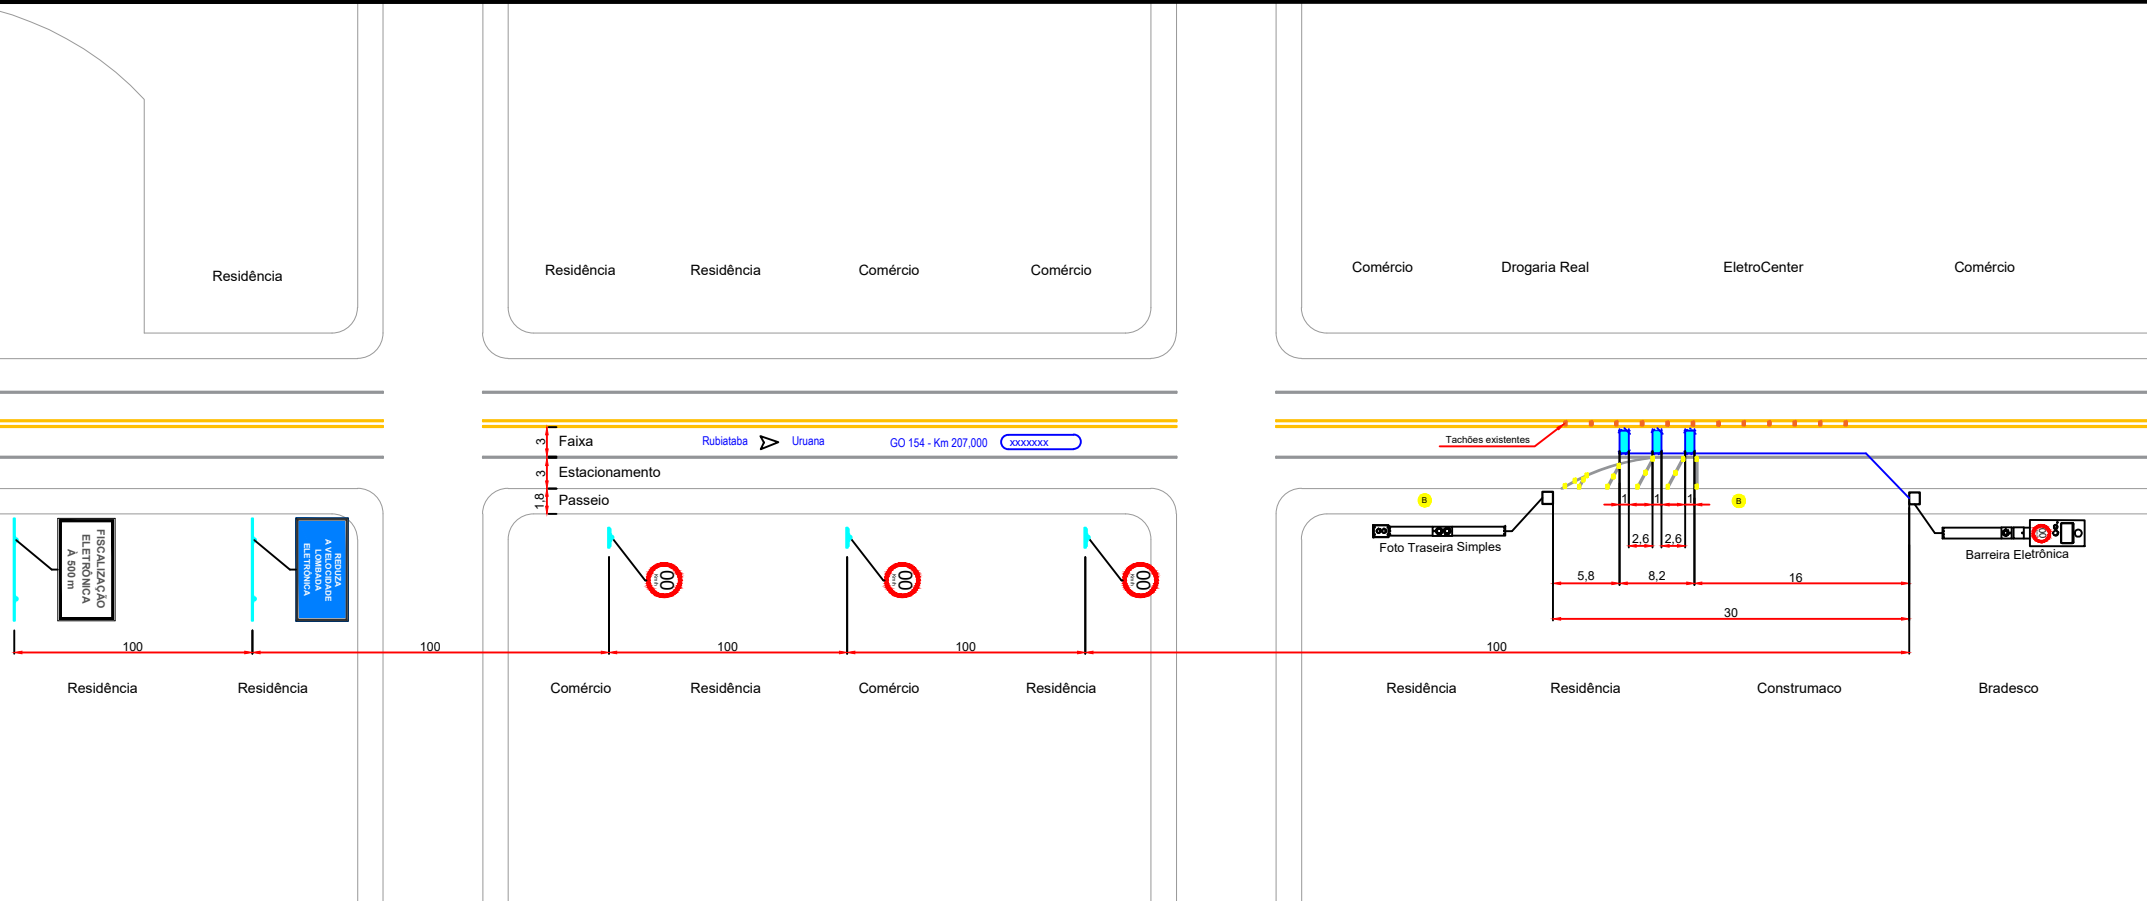 Residência
Residência
Residência
Comércio
Comércio
Comércio
Drogaria Real
EletroCenter
Comércio
3
Faixa
Rubiataba
Uruana
GO 154 - Km 207,000
xxxxxxx
Tachões existentes
3
Estacionamento
1,8
Passeio
B
1
1
1
B
FISCALIZAÇÃO
ELETRÔNICA
À 500 m
REDUZA
A VELOCIDADE
LOMBADA
ELETRÔNICA
00
km/h
00
km/h
00
km/h
Foto Traseira Simples
2,6
2,6
Barreira Eletrônica
5,8
8,2
16
30
100
100
100
100
100
Residência
Residência
Comércio
Residência
Comércio
Residência
Residência
Residência
Construmaco
Bradesco